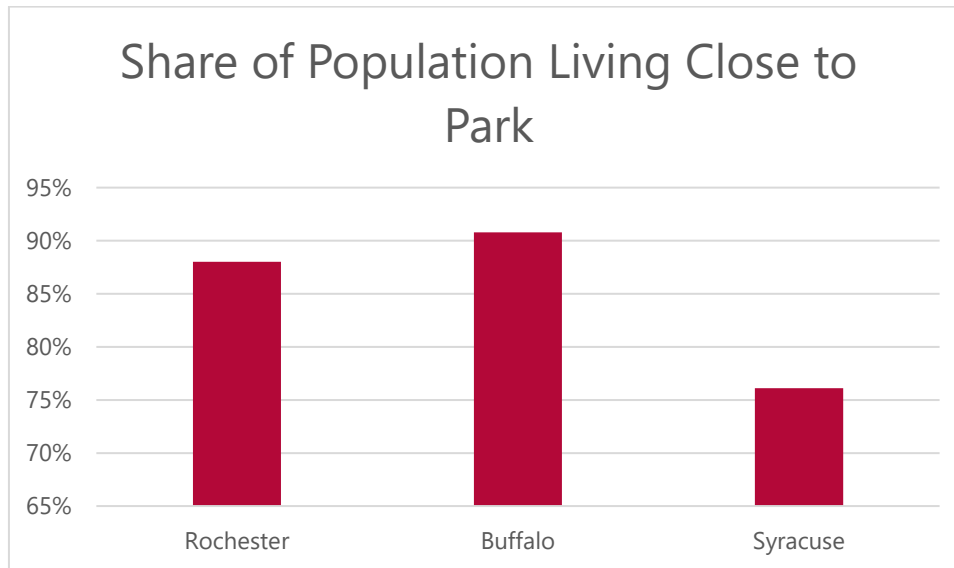 Share of Population Living Close to
Park
95%
90%
85%
80%
75%
70%
65%
Rochester
Buffalo
Syracuse